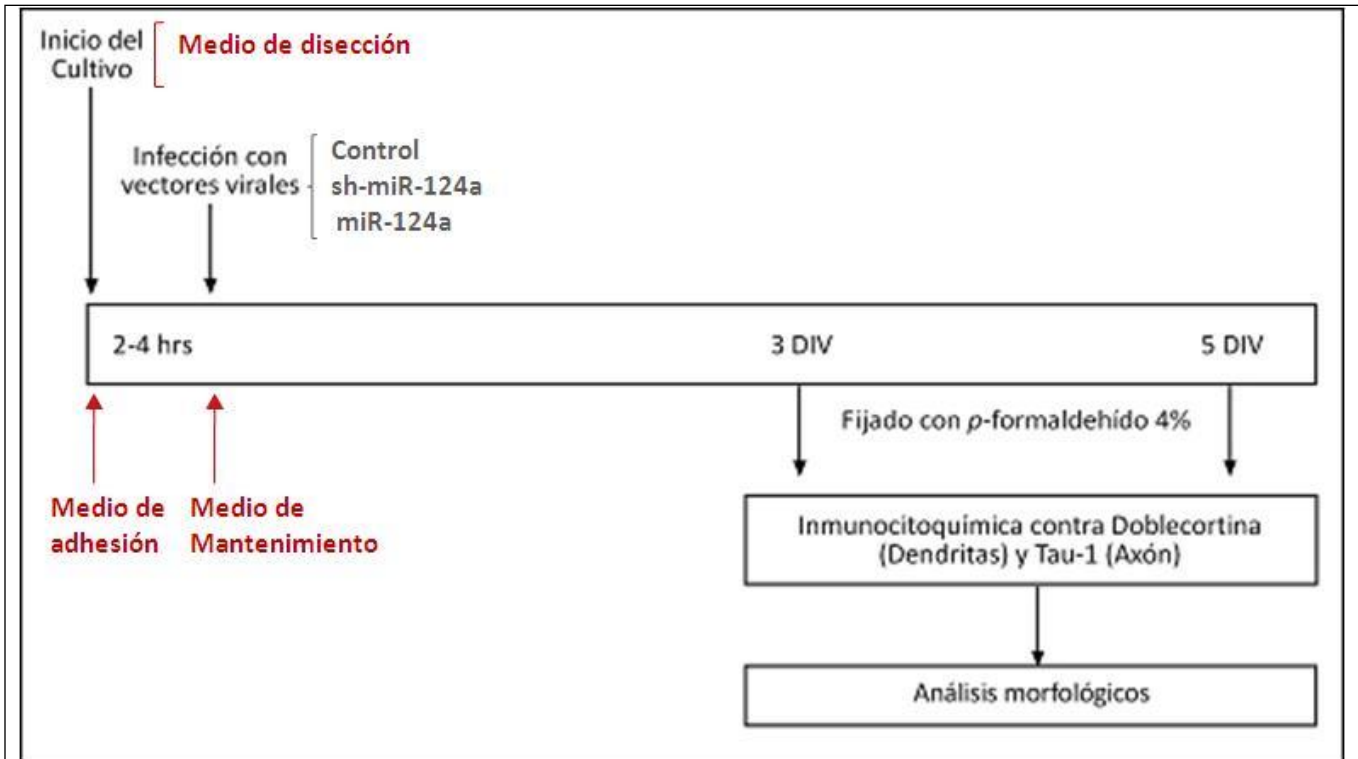 Inicio del
Cultivo
Medio de disección
Infección con
vectores virales
Control
sh-miR-124a
miR-124a
2-4 hrs
3 DIV
5 DIV
Fijado con p-formaldehído 4%
Medio de
adhesión
Medio de
Mantenimiento
Inmunocitoquímica contra Doblecortina
(Dendritas) y Tau-1 (Axón)
Análisis morfológicos